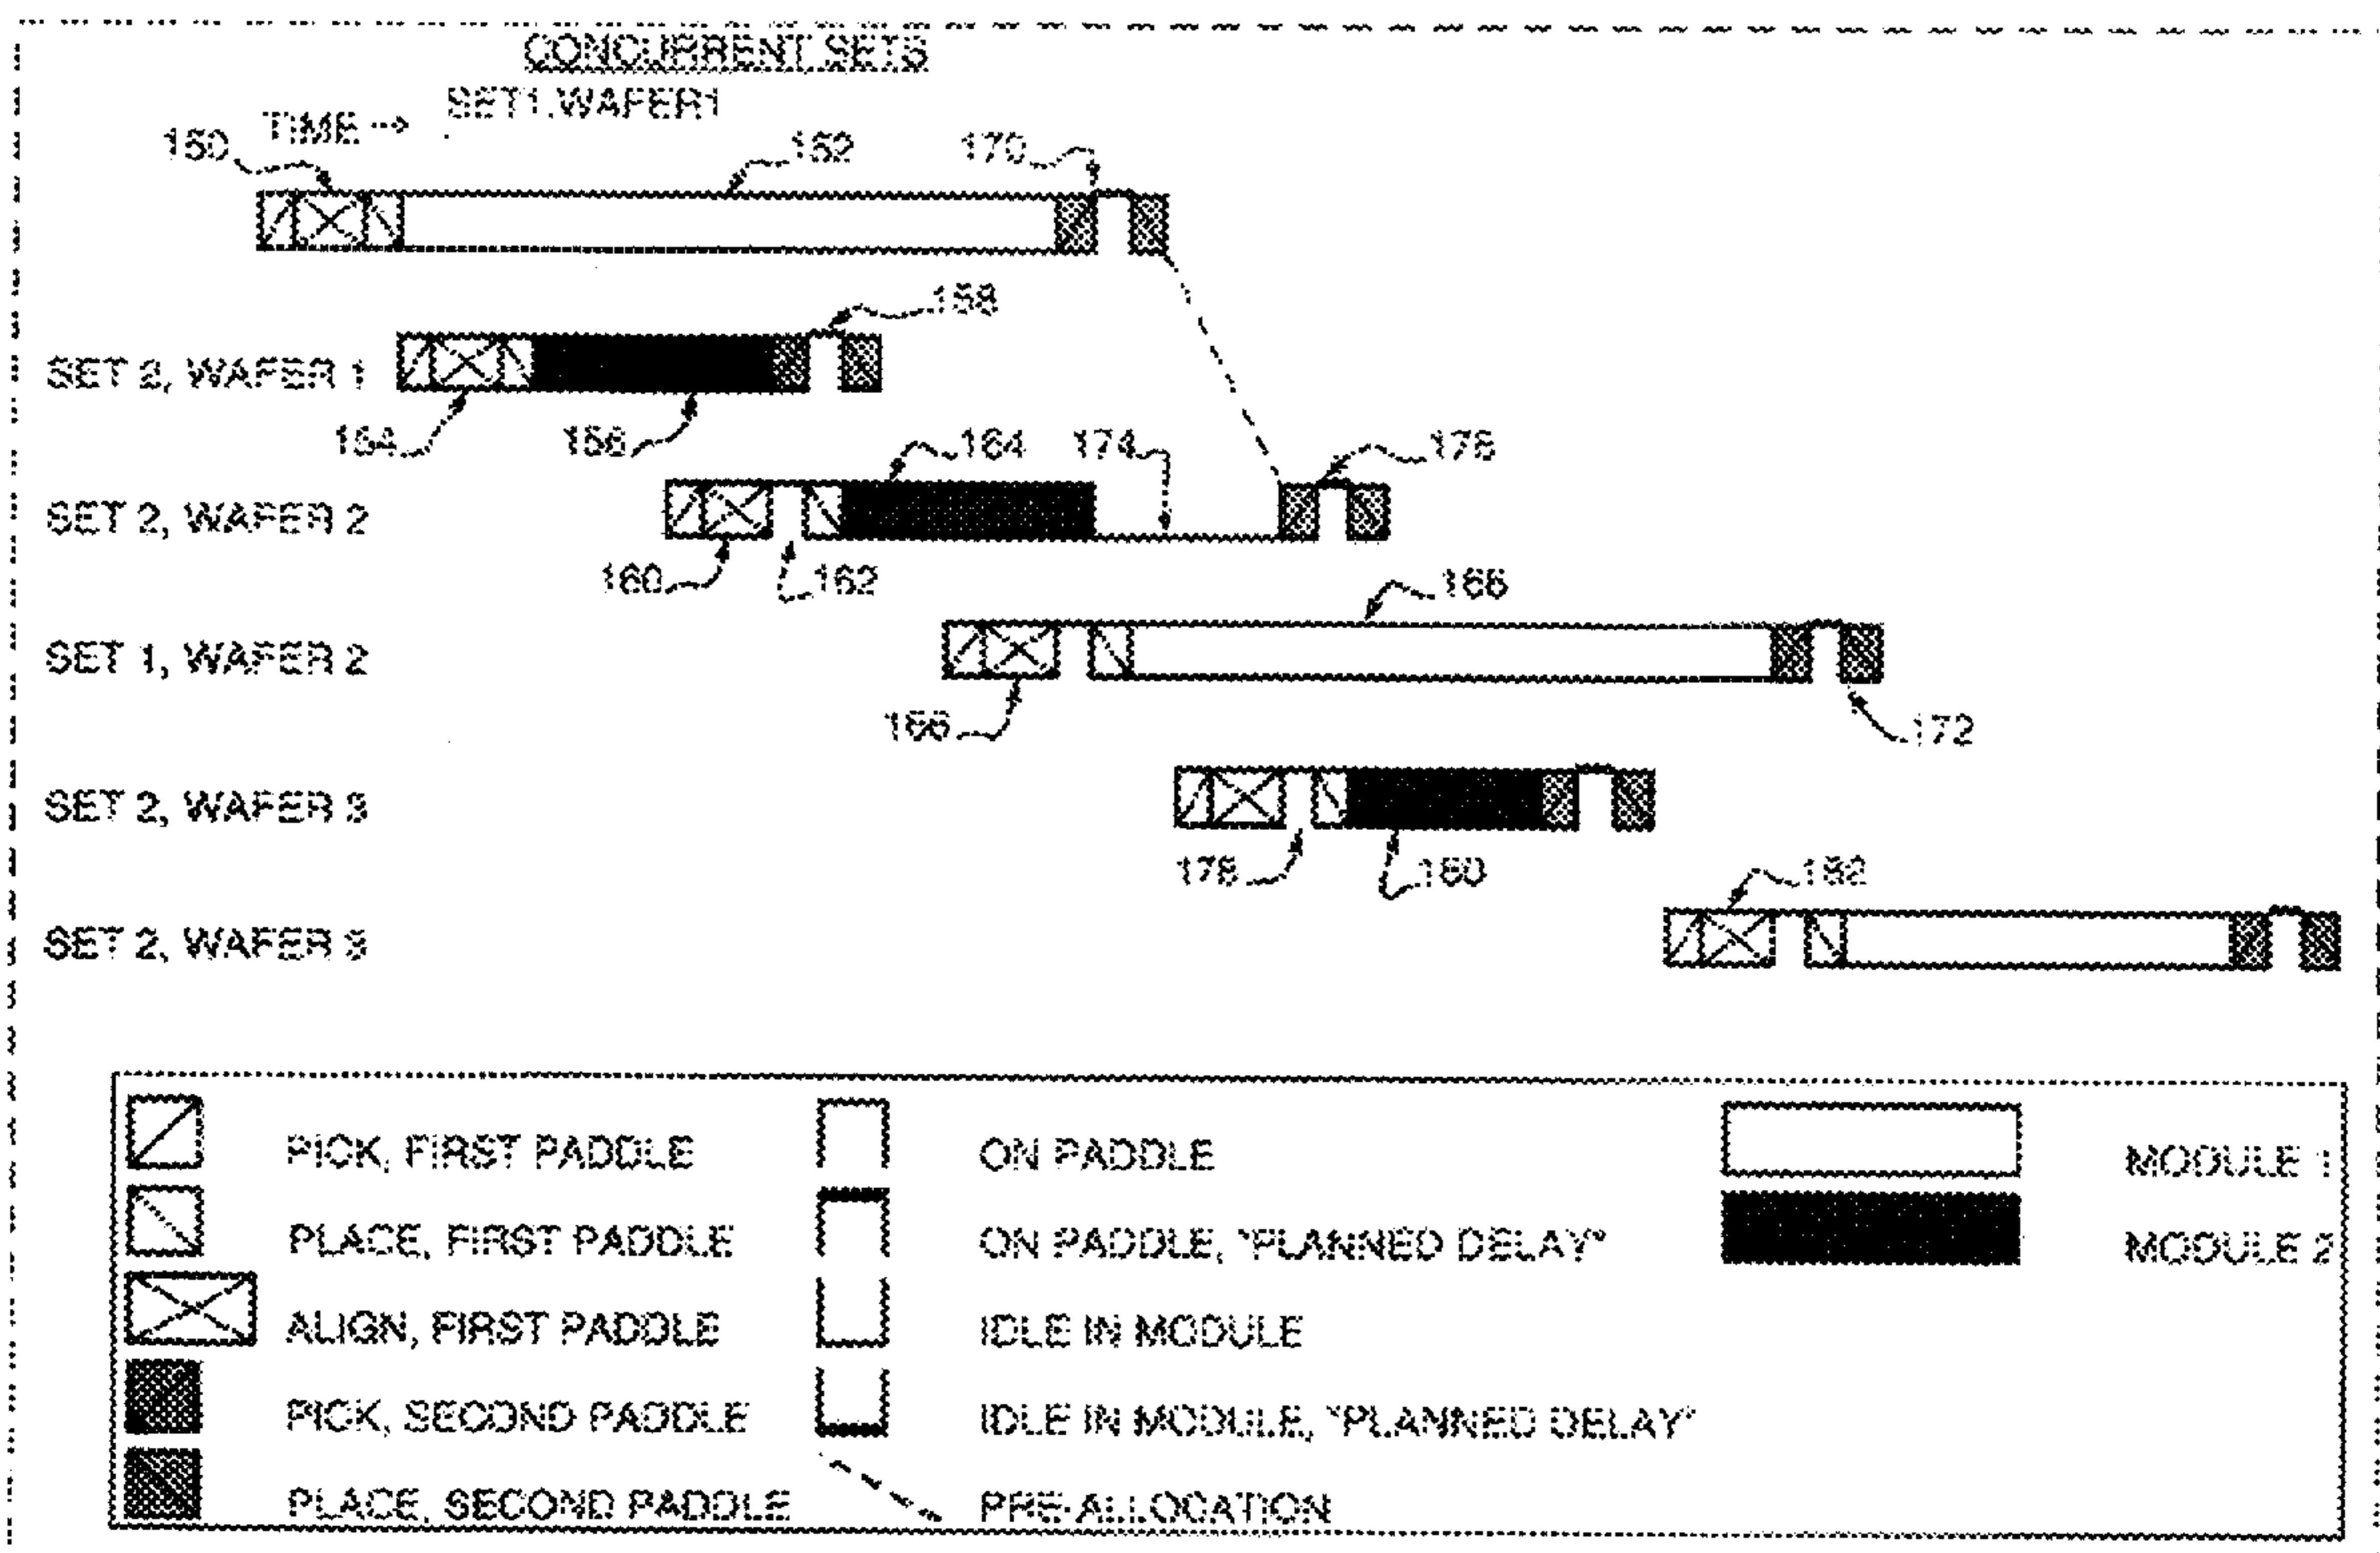 CONCURRENT SETS
SET1.WAFER1
TIME →
150
152
170
158
SET 2, WAFER 1
154
156
164
174
176
SET 2, WAFER 2
160
162
168
SET 1, WAFER 2
166
172
SET 2, WAFER 3
178
180
182
SET 2, WAFER 3
PICK, FIRST PADDLE
ON PADDLE
MODULE 1
PLACE, FIRST PADDLE
ON PADDLE, "PLANNED DELAY"
MODULE 2
ALIGN, FIRST PADDLE
IDLE IN MODULE
PICK, SECOND PADDLE
IDLE IN MODULE, "PLANNED DELAY"
PLACE, SECOND PADDLE
PRE-ALLOCATION